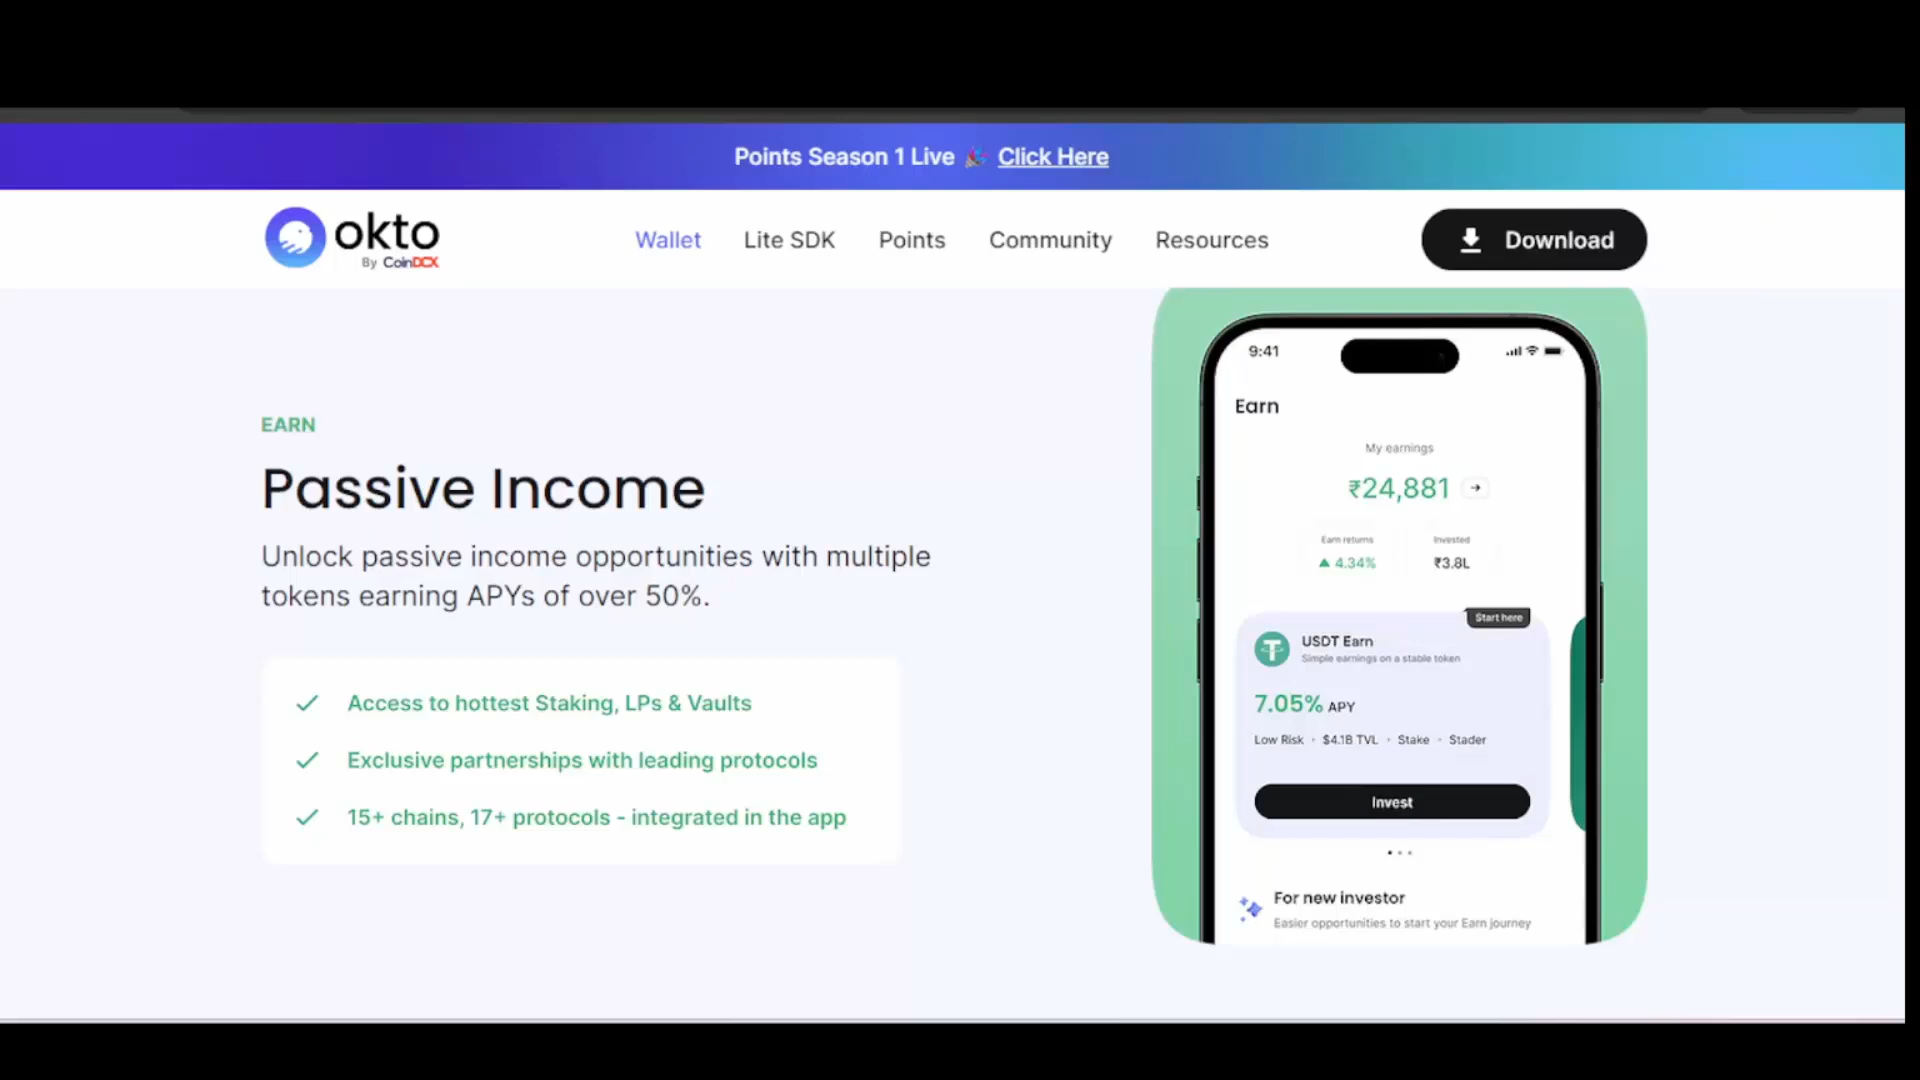 Points Season 1 Live 🎉 Click Here
okto
By CoinDCX
Wallet
Lite SDK
Points
Community
Resources
Download
EARN
Passive Income
Unlock passive income opportunities with multiple
tokens earning APYs of over 50%.
Access to hottest Staking, LPs & Vaults
Exclusive partnerships with leading protocols
15+ chains, 17+ protocols - integrated in the app
9:41
Earn
My earnings
₹24,881
Earn returns
▲ 4.34%
Invested
₹3.8L
Start here
USDT Earn
Simple earnings on a stable token
7.05% APY
Low Risk · $4.1B TVL · Stake · Stader
Invest
For new investor
Easier opportunities to start your Earn journey